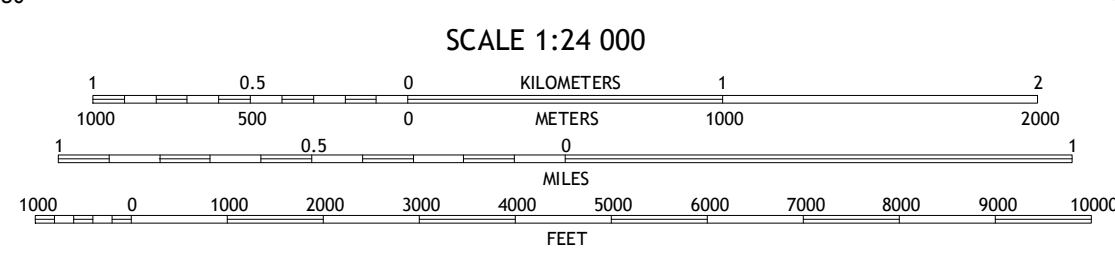 SCALE 1:24 000
1 0.5 0 KILOMETERS 1 2
1000 500 0 METERS 1000 2000
1 0.5 0 1
MILES
1000 0 1000 2000 3000 4000 5000 6000 7000 8000 9000 10000
FEET